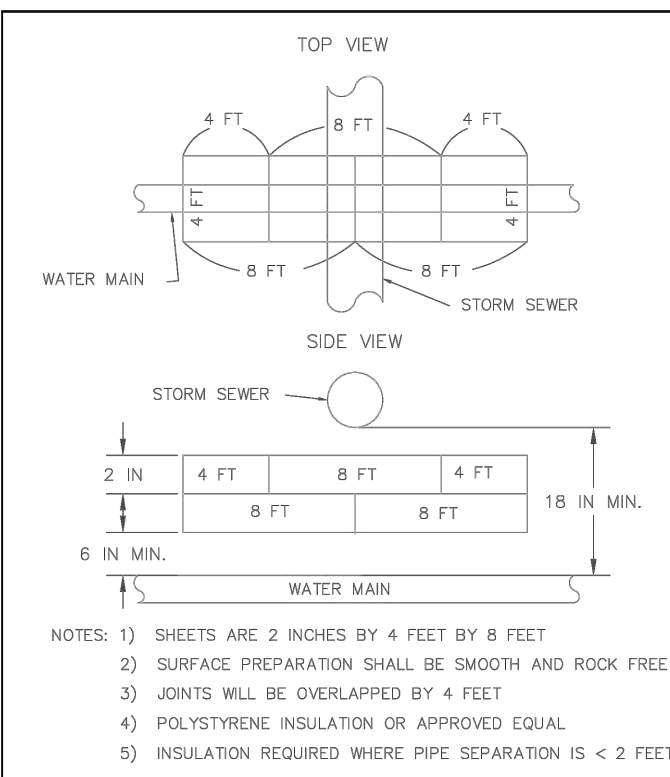 TOP VIEW
4 FT
8 FT
4 FT
4 FT
4 FT
8 FT
8 FT
WATER MAIN
STORM SEWER
SIDE VIEW
STORM SEWER
2 IN
4 FT
8 FT
4 FT
18 IN MIN.
8 FT
8 FT
6 IN MIN.
WATER MAIN
NOTES: 1) SHEETS ARE 2 INCHES BY 4 FEET BY 8 FEET
2) SURFACE PREPARATION SHALL BE SMOOTH AND ROCK FREE
3) JOINTS WILL BE OVERLAPPED BY 4 FEET
4) POLYSTYRENE INSULATION OR APPROVED EQUAL
5) INSULATION REQUIRED WHERE PIPE SEPARATION IS < 2 FEET